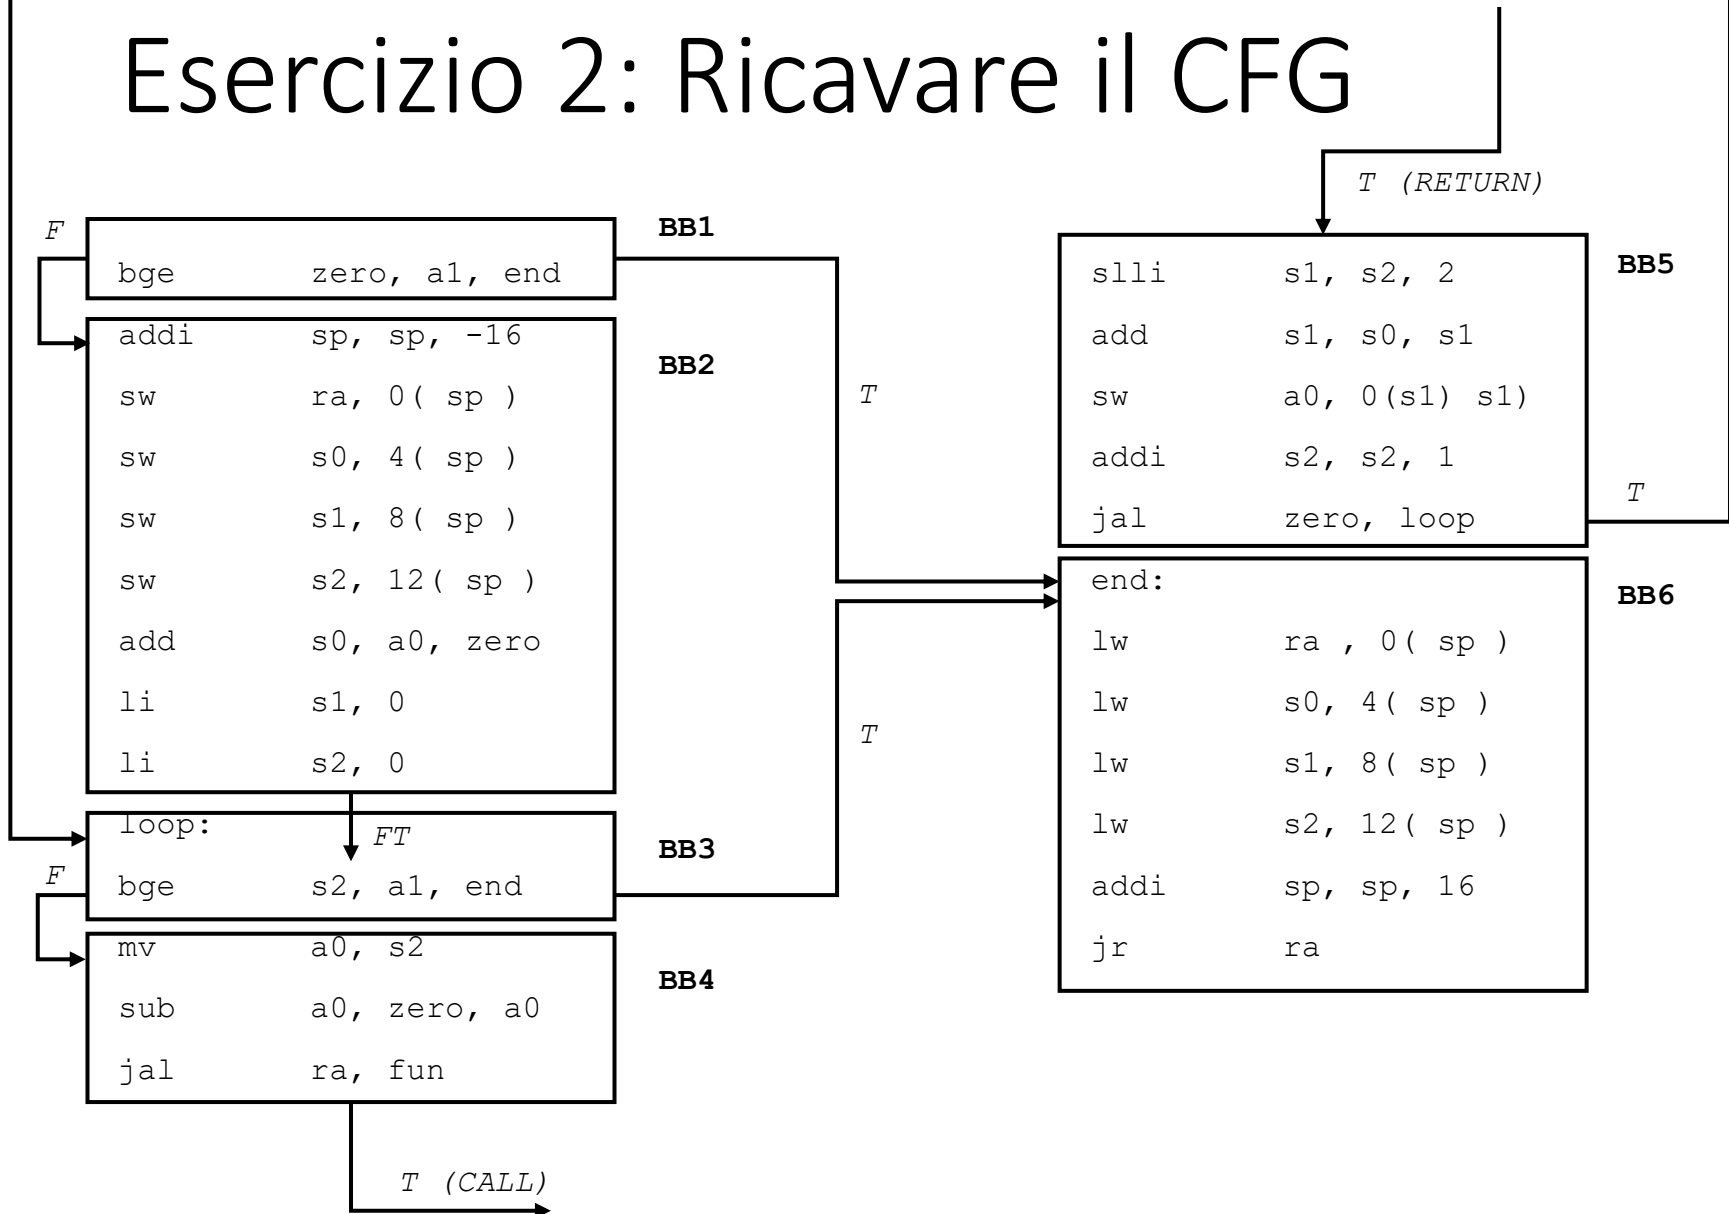 Esercizio 2: Ricavare il CFG
F
BB1
bge zero, a1, end
BB2
addi sp, sp, -16
sw ra, 0( sp )
sw s0, 4( sp )
sw s1, 8( sp )
sw s2, 12( sp )
add s0, a0, zero
li s1, 0
li s2, 0
T
FT
BB3
loop:
F
bge s2, a1, end
T
BB4
mv a0, s2
sub a0, zero, a0
jal ra, fun
T (CALL)
T (RETURN)
BB5
slli s1, s2, 2
add s1, s0, s1
sw a0, 0(s1) s1)
addi s2, s2, 1
jal zero, loop
T
BB6
end:
lw ra , 0( sp )
lw s0, 4( sp )
lw s1, 8( sp )
lw s2, 12( sp )
addi sp, sp, 16
jr ra